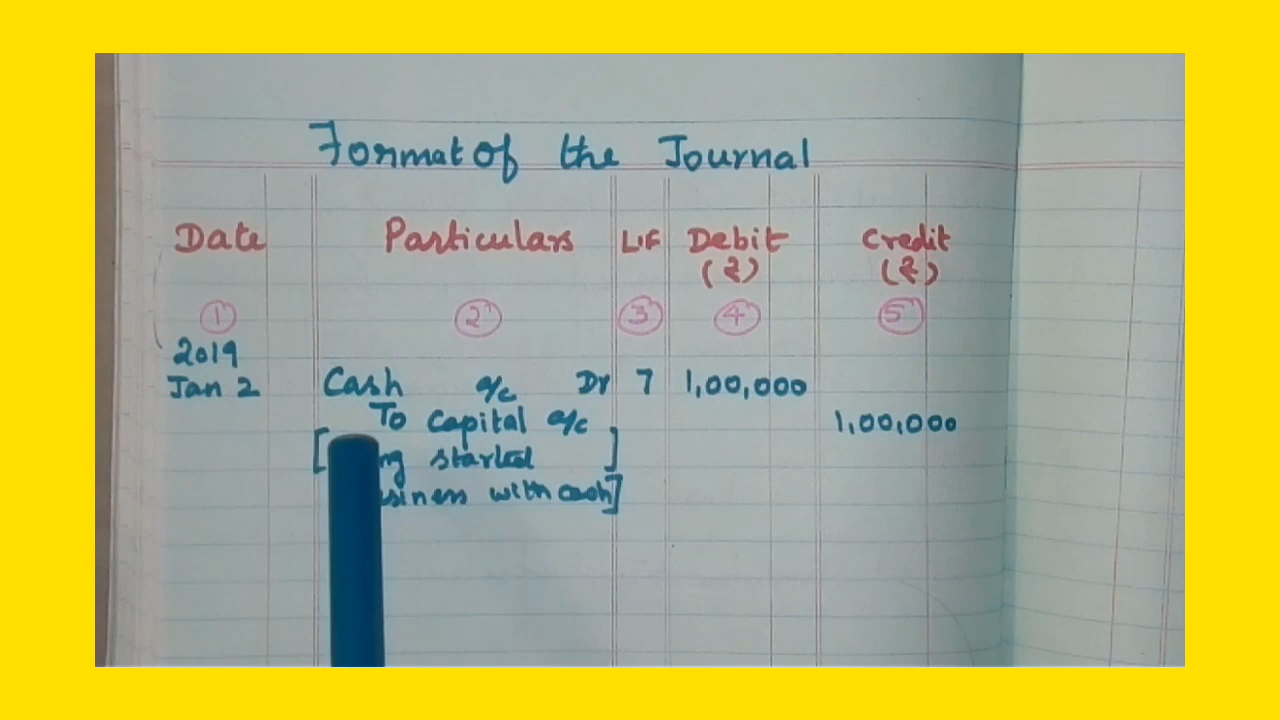 Format of the Journal
Date Particulars L.F Debit Credit
(₹) (₹)
1 2 3 4 5
2019
Jan 2 Cash a/c Dr 7 1,00,000
To Capital a/c 1,00,000
[ started ]
with cash]